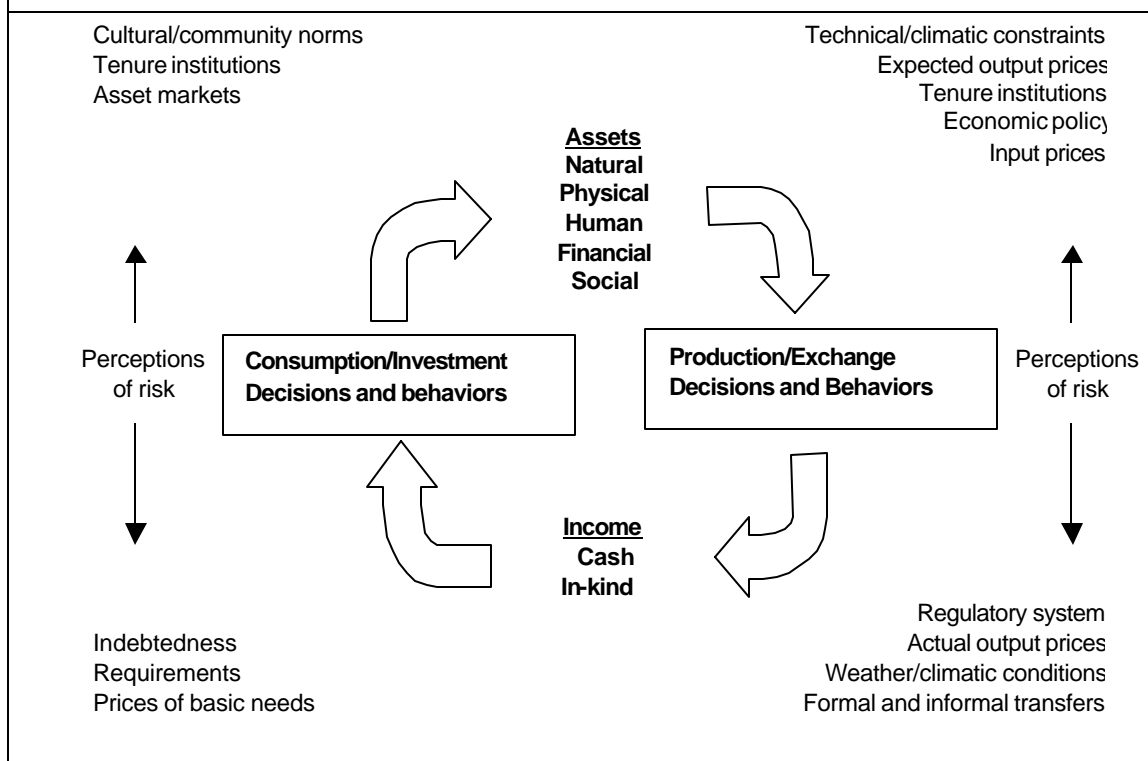 Cultural/community norms
Tenure institutions
Asset markets
Technical/climatic constraints
Expected output prices
Tenure institutions
Economic policy
Input prices
Assets
Natural
Physical
Human
Financial
Social
Perceptions
of risk
Consumption/Investment
Decisions and behaviors
Production/Exchange
Decisions and Behaviors
Perceptions
of risk
Income
Cash
In-kind
Indebtedness
Requirements
Prices of basic needs
Regulatory system
Actual output prices
Weather/climatic conditions
Formal and informal transfers